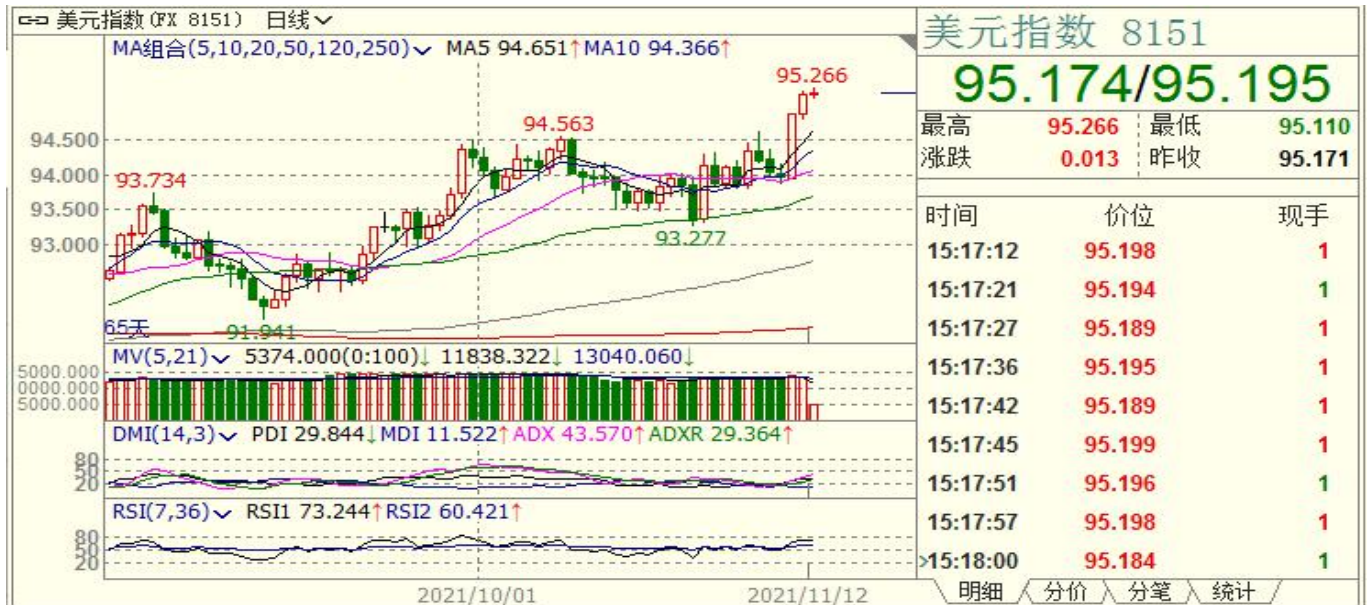 美元指数(FX 8151) 日线
MA组合(5,10,20,50,120,250) MA5 94.651↑MA10 94.366↑
95.266
94.563
94.500
94.000
93.734
93.500
93.277
93.000
65天
91.941
MV(5,21) 5374.000(0:100)↓ 11838.322↓ 13040.060↓
5000.000
0000.000
5000.000
DMI(14,3) PDI 29.844↓MDI 11.522↑ADX 43.570↑ADXR 29.364↑
80
50
20
RSI(7,36) RSI1 73.244↑RSI2 60.421↑
80
50
20
2021/10/01 2021/11/12
美元指数 8151
95.174/95.195
最高 95.266 最低 95.110
涨跌 0.013 昨收 95.171
时间 价位 现手
15:17:12 95.198 1
15:17:21 95.194 1
15:17:27 95.189 1
15:17:36 95.195 1
15:17:42 95.189 1
15:17:45 95.199 1
15:17:51 95.196 1
15:17:57 95.198 1
>15:18:00 95.184 1
明细 分价 分笔 统计